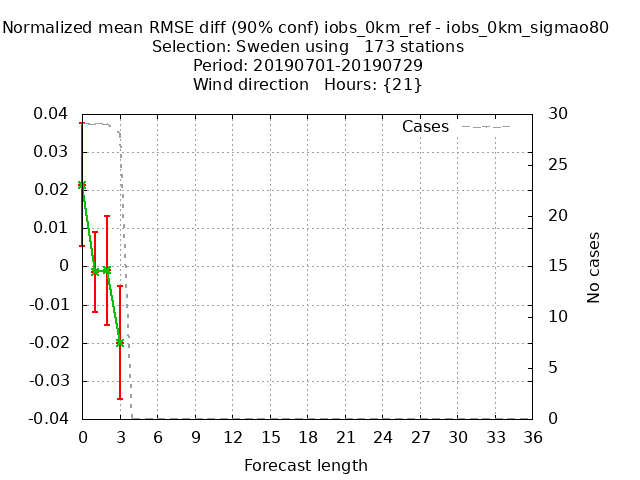 Normalized mean RMSE diff (90% conf) iobs_0km_ref - iobs_0km_sigmao80
Selection: Sweden using   173 stations
Period: 20190701-20190729
Wind direction   Hours: {21}
Cases
0.04
0.03
0.02
0.01
0
-0.01
-0.02
-0.03
-0.04
30
25
20
15
10
5
0
No cases
0 3 6 9 12 15 18 21 24 27 30 33 36
Forecast length